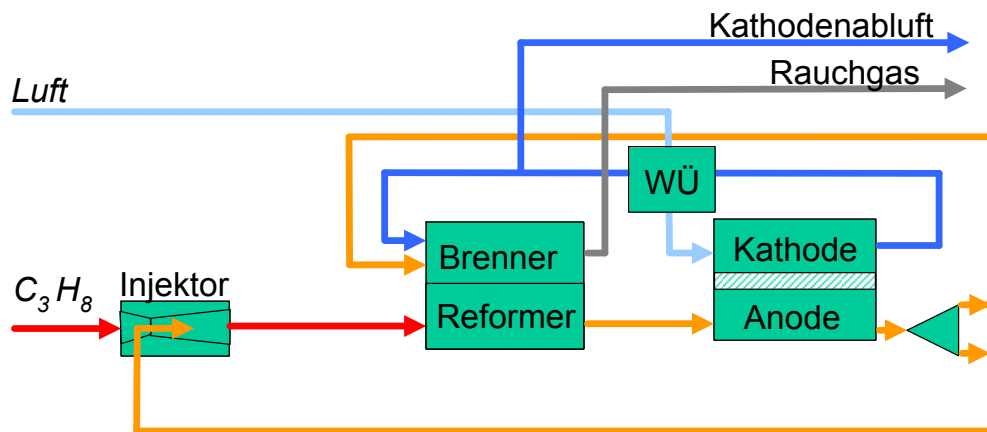 Kathodenabluft
Rauchgas
Luft
WÜ
Brenner
Kathode
C3H8
Injektor
Reformer
Anode